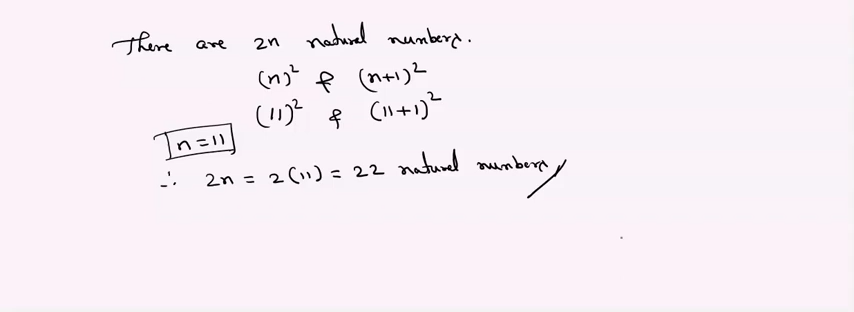 There are 2n natural numbers.
(n)² & (n+1)²
(11)² & (11+1)²
n=11
∴ 2n = 2(11) = 22 natural numbers